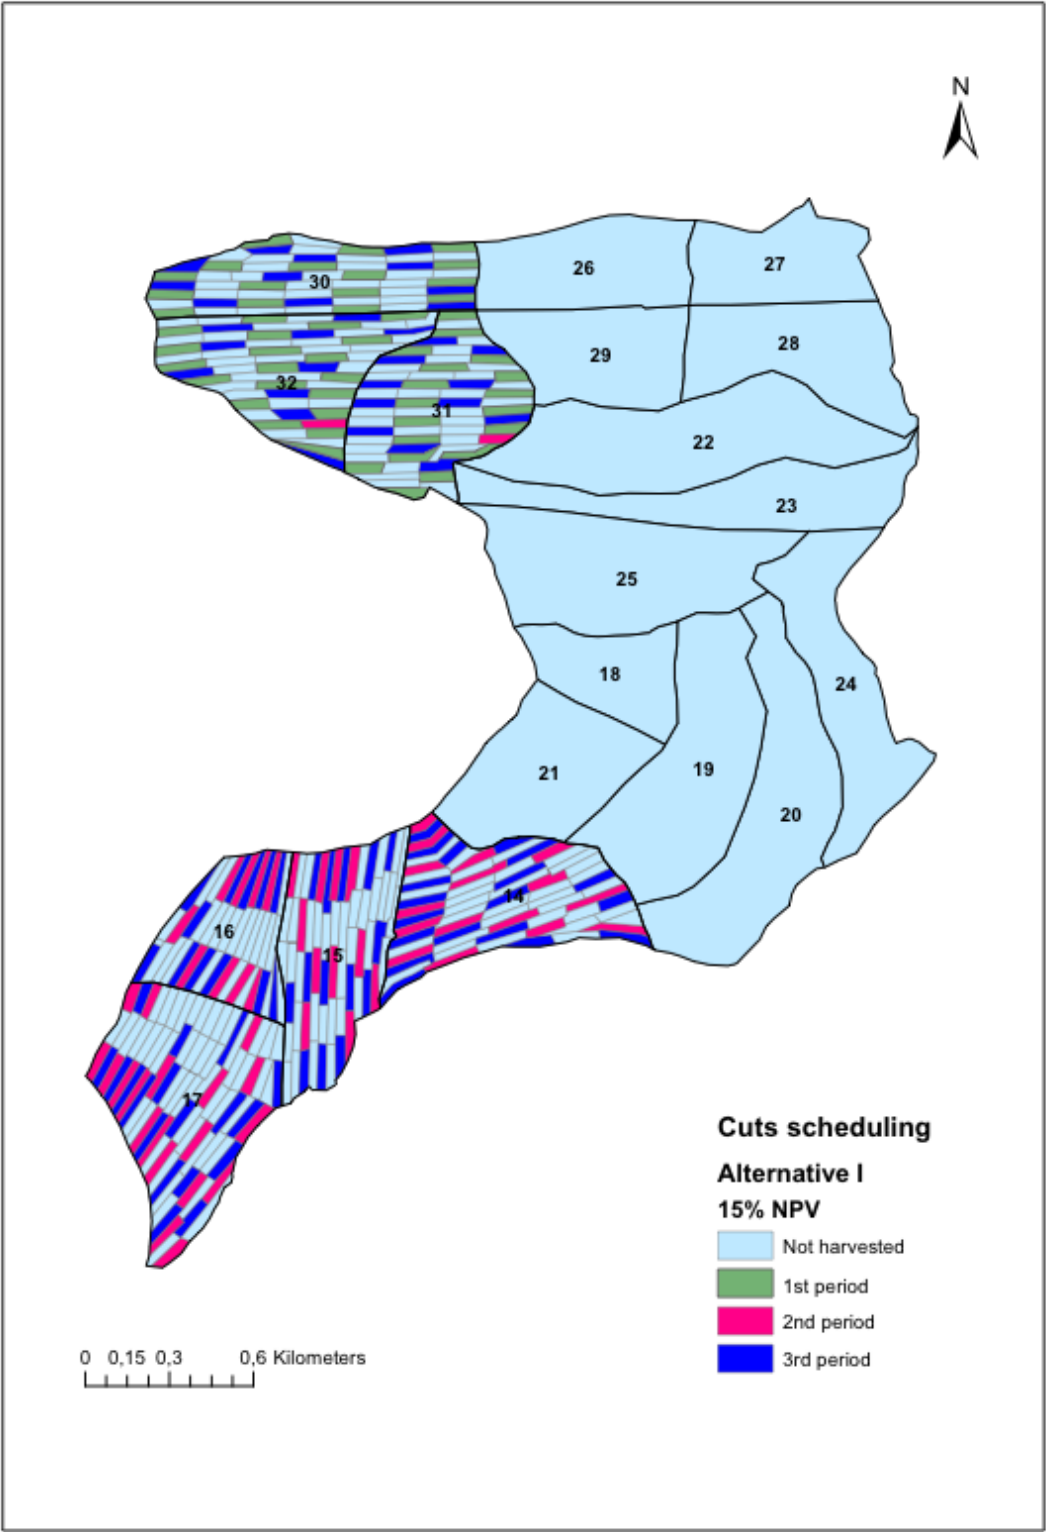 N
26
27
30
29
28
32
31
22
23
25
18
24
21
19
20
14
16
15
17
Cuts scheduling
Alternative I
15% NPV
Not harvested
1st period
2nd period
3rd period
0 0,15 0,3 0,6 Kilometers